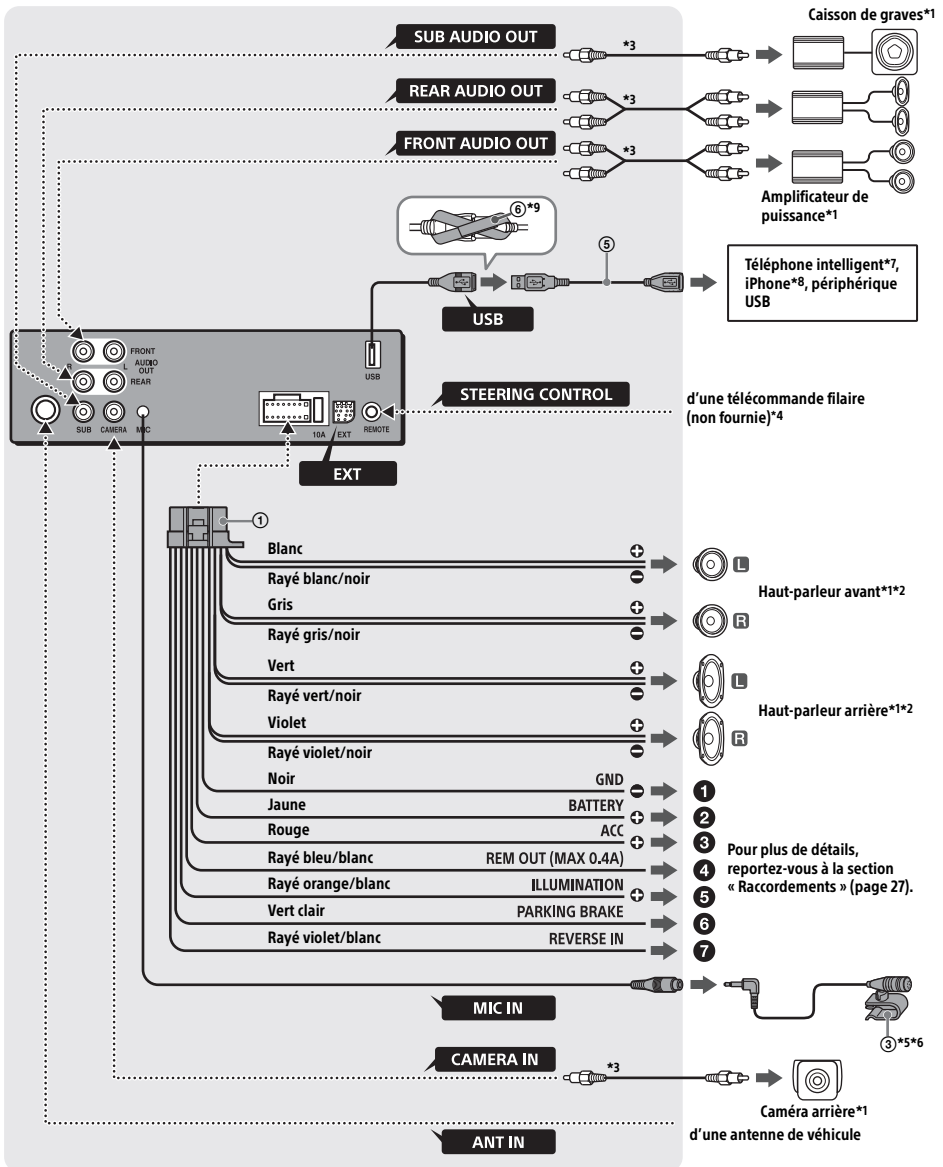 Caisson de graves*1
SUB AUDIO OUT
*3
REAR AUDIO OUT
*3
FRONT AUDIO OUT
*3
Amplificateur de
puissance*1
⑥*9
⑤
Téléphone intelligent*7,
iPhone*8, périphérique
USB
USB
FRONT
R
L
AUDIO
OUT
REAR
USB
STEERING CONTROL
d'une télécommande filaire
(non fournie)*4
SUB
CAMERA
MIC
10A
EXT
REMOTE
EXT
①
Blanc
Rayé blanc/noir
L
Gris
Rayé gris/noir
R
Haut-parleur avant*1*2
Vert
Rayé vert/noir
L
Violet
Rayé violet/noir
R
Haut-parleur arrière*1*2
Noir GND ❶
Jaune BATTERY ❷
Rouge ACC ❸
Rayé bleu/blanc REM OUT (MAX 0.4A) ❹
Rayé orange/blanc ILLUMINATION ❺
Vert clair PARKING BRAKE ❻
Rayé violet/blanc REVERSE IN ❼
Pour plus de détails,
reportez-vous à la section
« Raccordements » (page 27).
MIC IN
③*5*6
CAMERA IN
*3
Caméra arrière*1
d'une antenne de véhicule
ANT IN